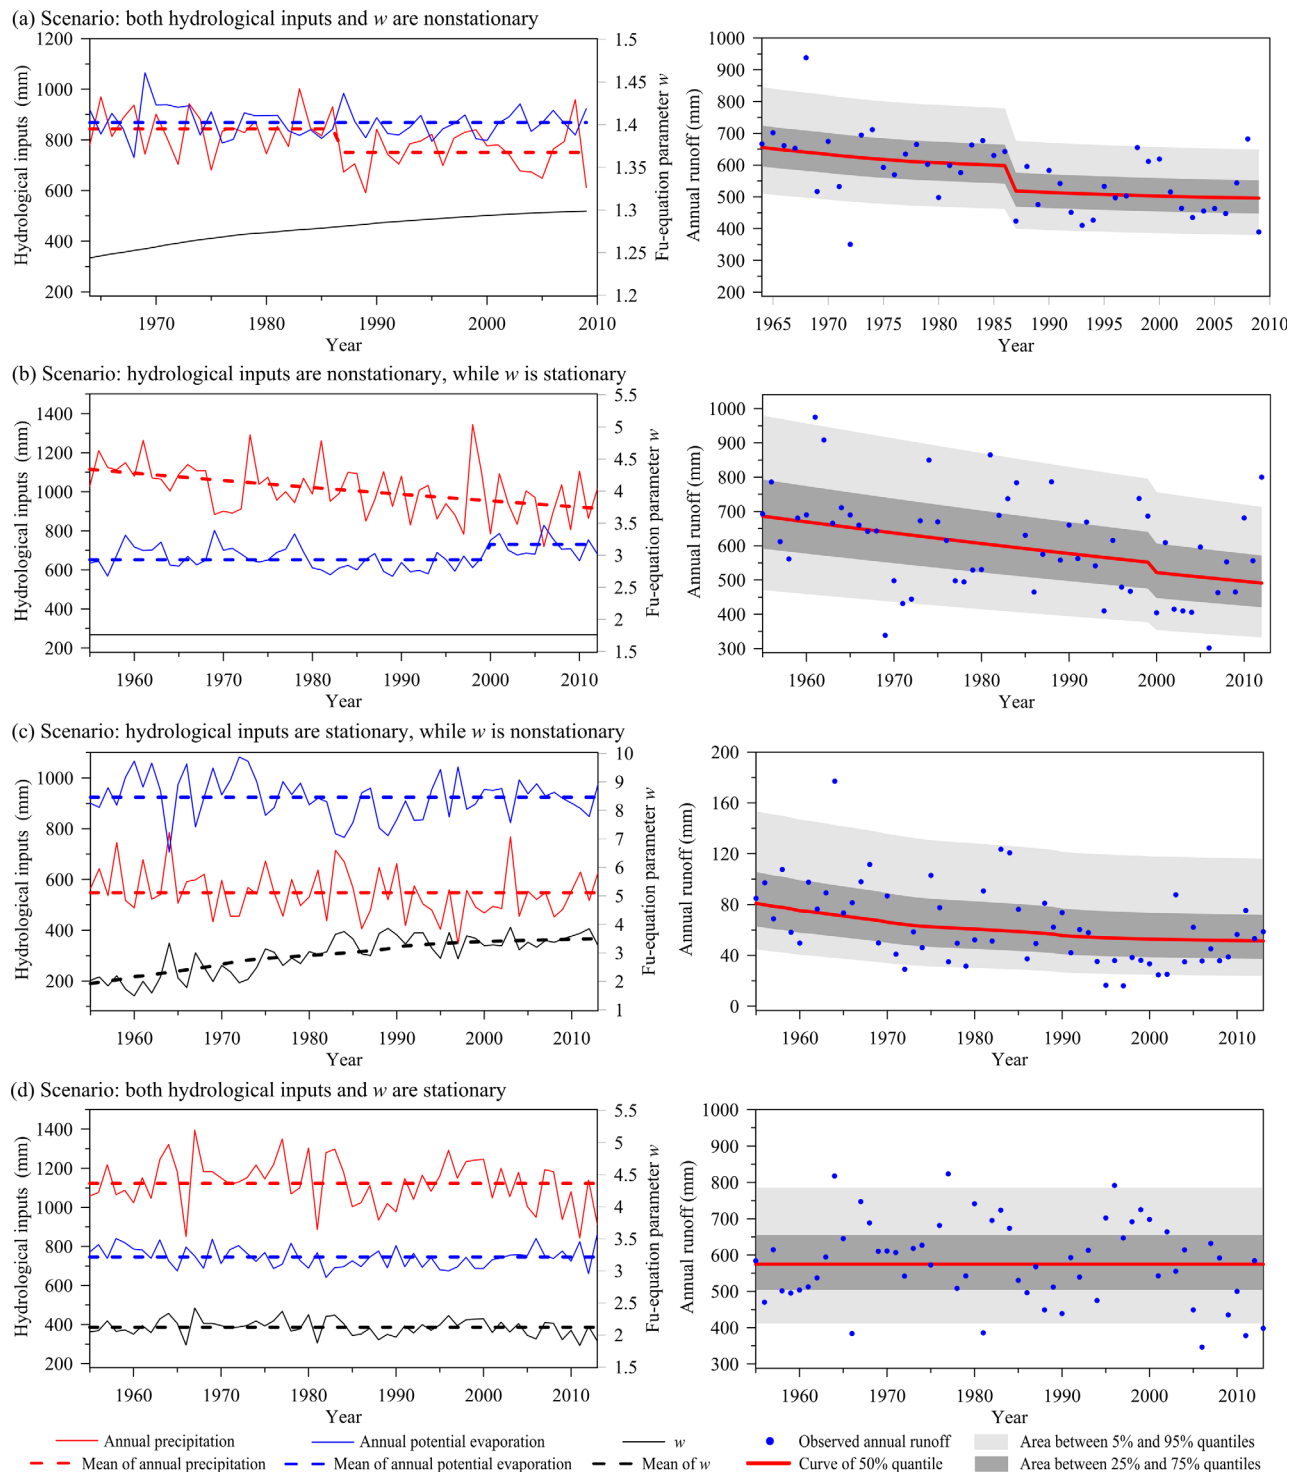 (a) Scenario: both hydrological inputs and w are nonstationary
1200
1000
800
600
400
200
Hydrological inputs (mm)
1.5
1.45
1.4
1.35
1.3
1.25
1.2
Fu-equation parameter w
1970 1980 1990 2000 2010
Year
1000
900
800
700
600
500
400
300
200
Annual runoff (mm)
1965 1970 1975 1980 1985 1990 1995 2000 2005 2010
Year
(b) Scenario: hydrological inputs are nonstationary, while w is stationary
1400
1200
1000
800
600
400
200
Hydrological inputs (mm)
5.5
5
4.5
4
3.5
3
2.5
2
1.5
Fu-equation parameter w
1960 1970 1980 1990 2000 2010
Year
1000
900
800
700
600
500
400
300
Annual runoff (mm)
1960 1970 1980 1990 2000 2010
Year
(c) Scenario: hydrological inputs are stationary, while w is nonstationary
1000
800
600
400
200
Hydrological inputs (mm)
10
9
8
7
6
5
4
3
2
1
Fu-equation parameter w
1960 1970 1980 1990 2000 2010
Year
200
160
120
80
40
0
Annual runoff (mm)
1960 1970 1980 1990 2000 2010
Year
(d) Scenario: both hydrological inputs and w are stationary
1400
1200
1000
800
600
400
200
Hydrological inputs (mm)
5.5
5
4.5
4
3.5
3
2.5
2
1.5
Fu-equation parameter w
1960 1970 1980 1990 2000 2010
Year
1000
900
800
700
600
500
400
300
Annual runoff (mm)
1960 1970 1980 1990 2000 2010
Year
Annual precipitation Annual potential evaporation w Observed annual runoff Area between 5% and 95% quantiles
Mean of annual precipitation Mean of annual potential evaporation Mean of w Curve of 50% quantile Area between 25% and 75% quantiles